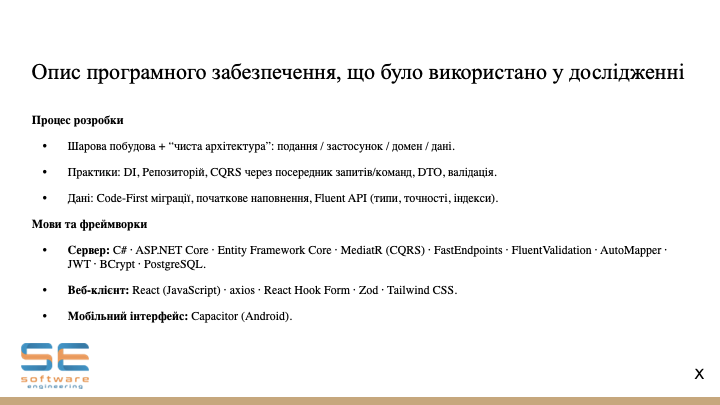 Опис програмного забезпечення, що було використано у дослідженні
Процес розробки
• Шарова побудова + “чиста архітектура”: подання / застосунок / домен / дані.
• Практики: DI, Репозиторій, CQRS через посередник запитів/команд, DTO, валідація.
• Дані: Code-First міграції, початкове наповнення, Fluent API (типи, точності, індекси).
Мови та фреймворки
• Сервер: C# · ASP.NET Core · Entity Framework Core · MediatR (CQRS) · FastEndpoints · FluentValidation · AutoMapper ·
JWT · BCrypt · PostgreSQL.
• Веб-клієнт: React (JavaScript) · axios · React Hook Form · Zod · Tailwind CSS.
• Мобільний інтерфейс: Capacitor (Android).
SE
software
engineering
X